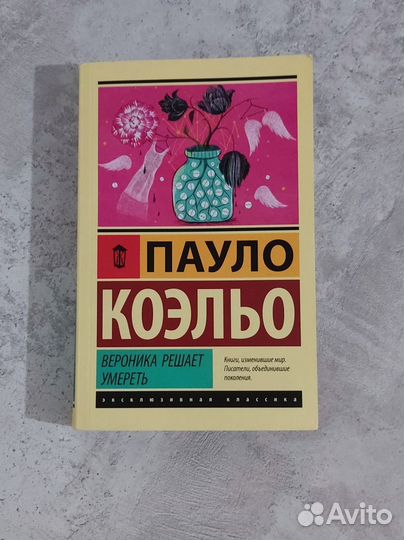 ПАУЛО
КОЭЛЬО
ВЕРОНИКА РЕШАЕТ
УМЕРЕТЬ
Книги, изменившие мир.
Писатели, объединившие
поколения.
эксклюзивная классика
Avito